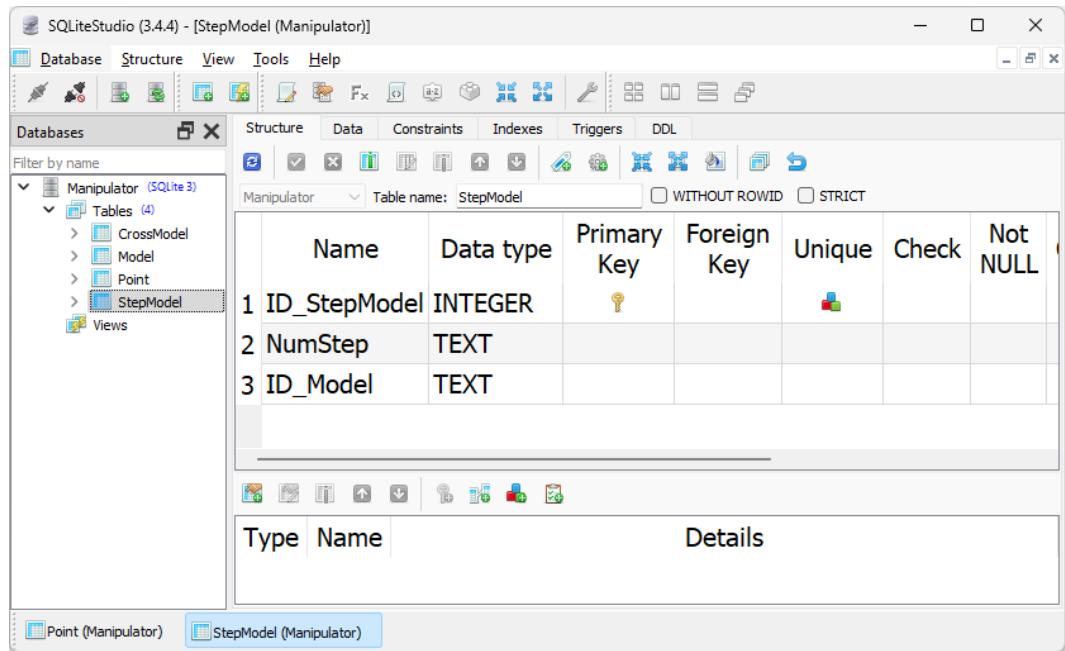 SQLiteStudio (3.4.4) - [StepModel (Manipulator)]
Database Structure View Tools Help
Databases
Filter by name
Manipulator (SQLite 3)
Tables (4)
CrossModel
Model
Point
StepModel
Views
Structure Data Constraints Indexes Triggers DDL
Manipulator Table name: StepModel WITHOUT ROWID STRICT
Name Data type Primary Key Foreign Key Unique Check Not NULL
1 ID_StepModel INTEGER
2 NumStep TEXT
3 ID_Model TEXT
Type Name Details
Point (Manipulator) StepModel (Manipulator)